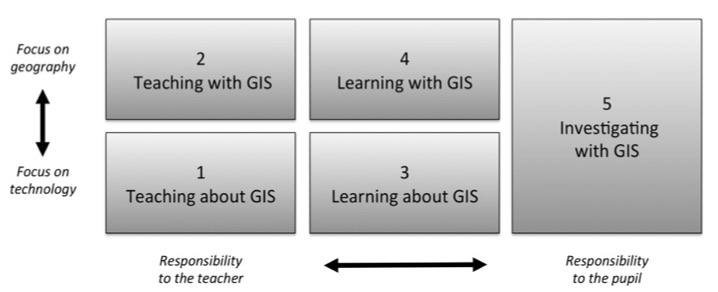 Focus on
geography
Focus on
technology
2
Teaching with GIS
4
Learning with GIS
5
Investigating
with GIS
1
Teaching about GIS
3
Learning about GIS
Responsibility
to the teacher
Responsibility
to the pupil